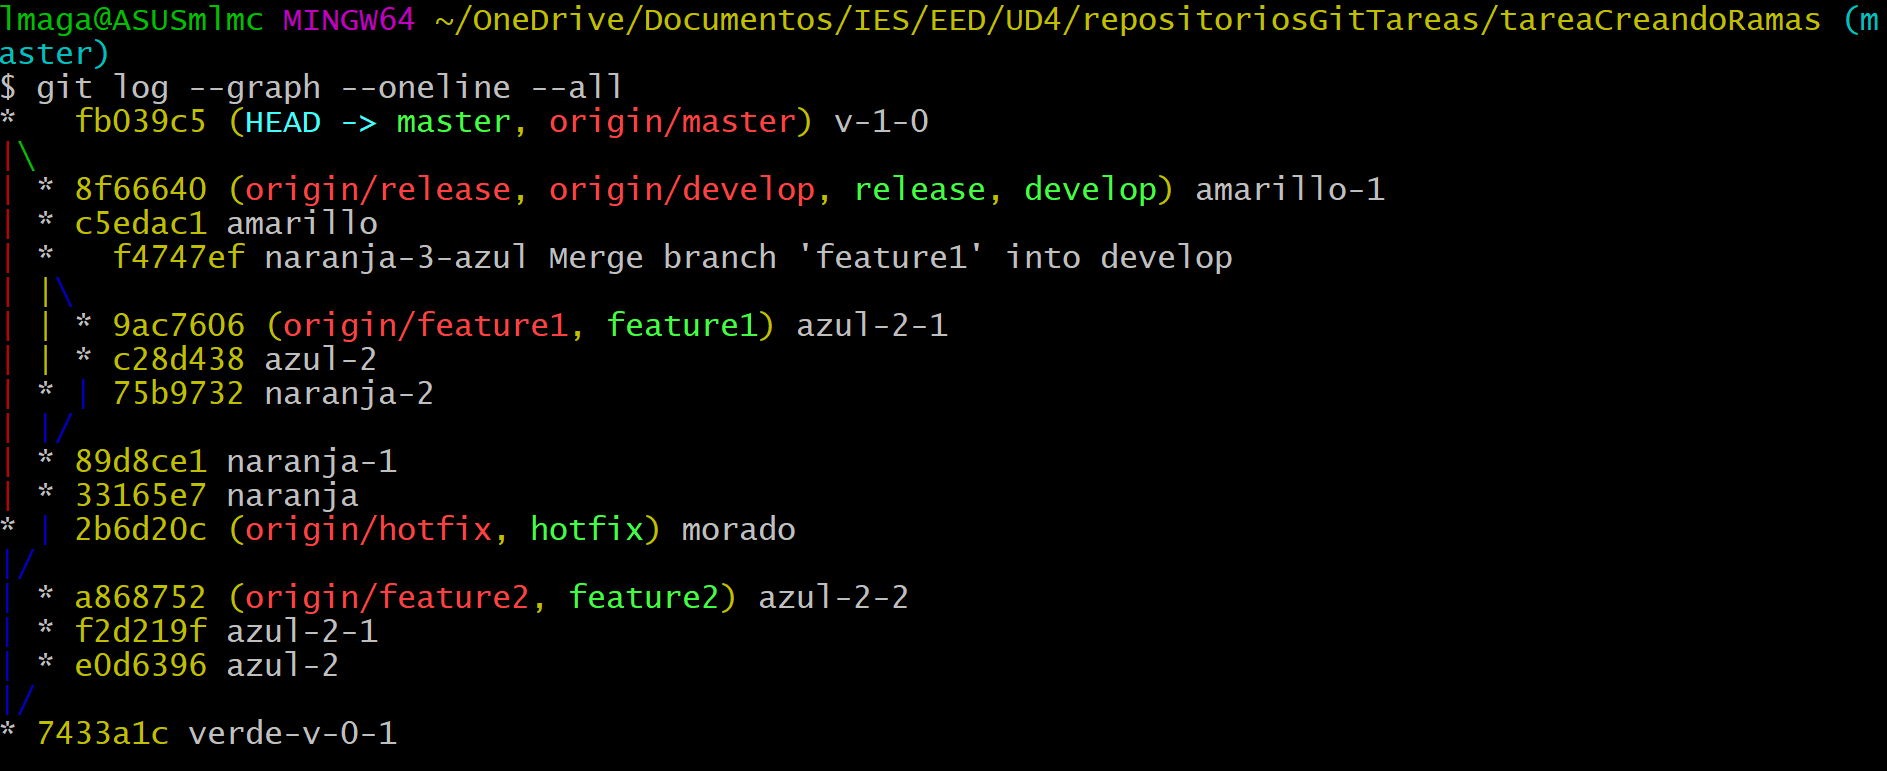 lmaga@ASUSmlmc MINGW64 ~/OneDrive/Documentos/IES/EED/UD4/repositoriosGitTareas/tareaCreandoRamas (m
aster)
$ git log --graph --oneline --all
*   fb039c5 (HEAD -> master, origin/master) v-1-0
|\
| * 8f66640 (origin/release, origin/develop, release, develop) amarillo-1
| * c5edac1 amarillo
| *   f4747ef naranja-3-azul Merge branch 'feature1' into develop
| |\
| | * 9ac7606 (origin/feature1, feature1) azul-2-1
| | * c28d438 azul-2
| * | 75b9732 naranja-2
| |/
| * 89d8ce1 naranja-1
| * 33165e7 naranja
* | 2b6d20c (origin/hotfix, hotfix) morado
|/
| * a868752 (origin/feature2, feature2) azul-2-2
| * f2d219f azul-2-1
| * e0d6396 azul-2
|/
* 7433a1c verde-v-0-1